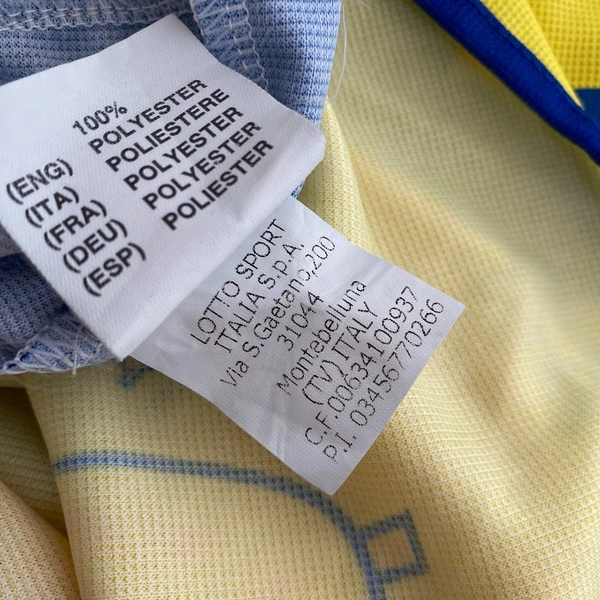 100%
(ENG) POLYESTER
(ITA) POLIESTERE
(FRA) POLYESTER
(DEU) POLYESTER
(ESP) POLIESTER
LOTTO SPORT
ITALIA S.p.A.
Via S.Gaetano,200
31044
Montebelluna
(TV) ITALY
C.F.00634100937
P.I. 03456770266